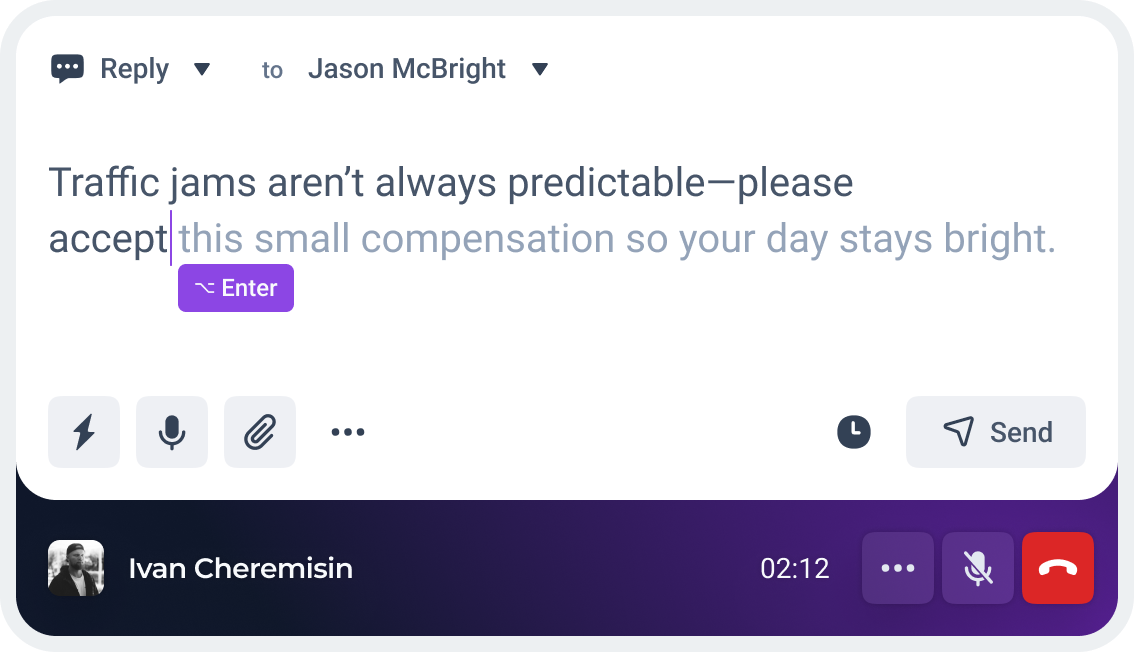 Reply to Jason McBright
Traffic jams aren’t always predictable—please
accept this small compensation so your day stays bright.
⌥ Enter
Send
Ivan Cheremisin 02:12